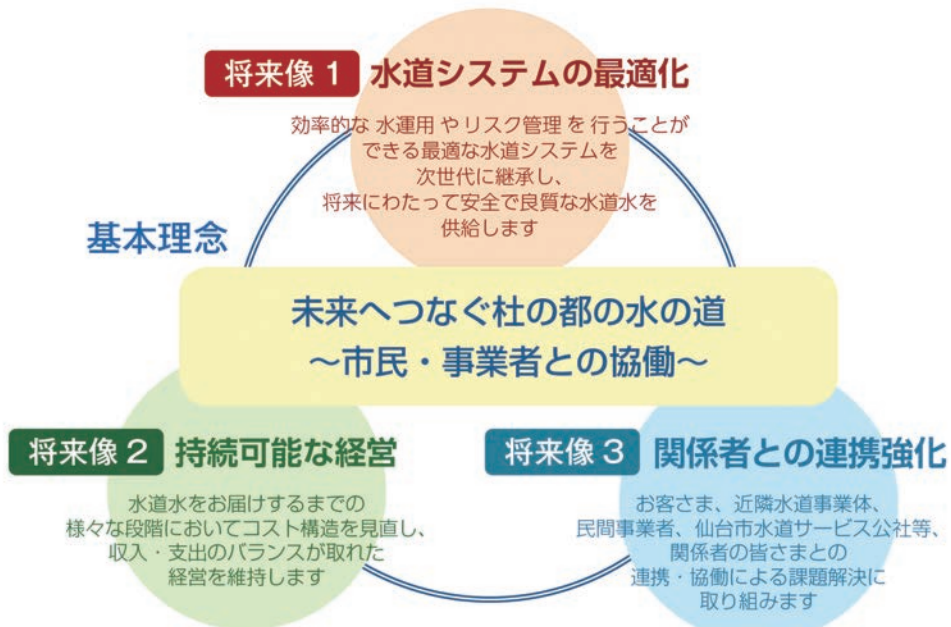 将来像 1 水道システムの最適化
効率的な 水運用 や リスク管理 を 行うことが
できる最適な水道システムを
次世代に継承し、
将来にわたって安全で良質な水道水を
供給します
基本理念
未来へつなぐ杜の都の水の道
～市民・事業者との協働～
将来像 2 持続可能な経営
水道水をお届けするまでの
様々な段階においてコスト構造を見直し、
収入・支出のバランスが取れた
経営を維持します
将来像 3 関係者との連携強化
お客さま、近隣水道事業体、
民間事業者、仙台市水道サービス公社等、
関係者の皆さまとの
連携・協働による課題解決に
取り組みます